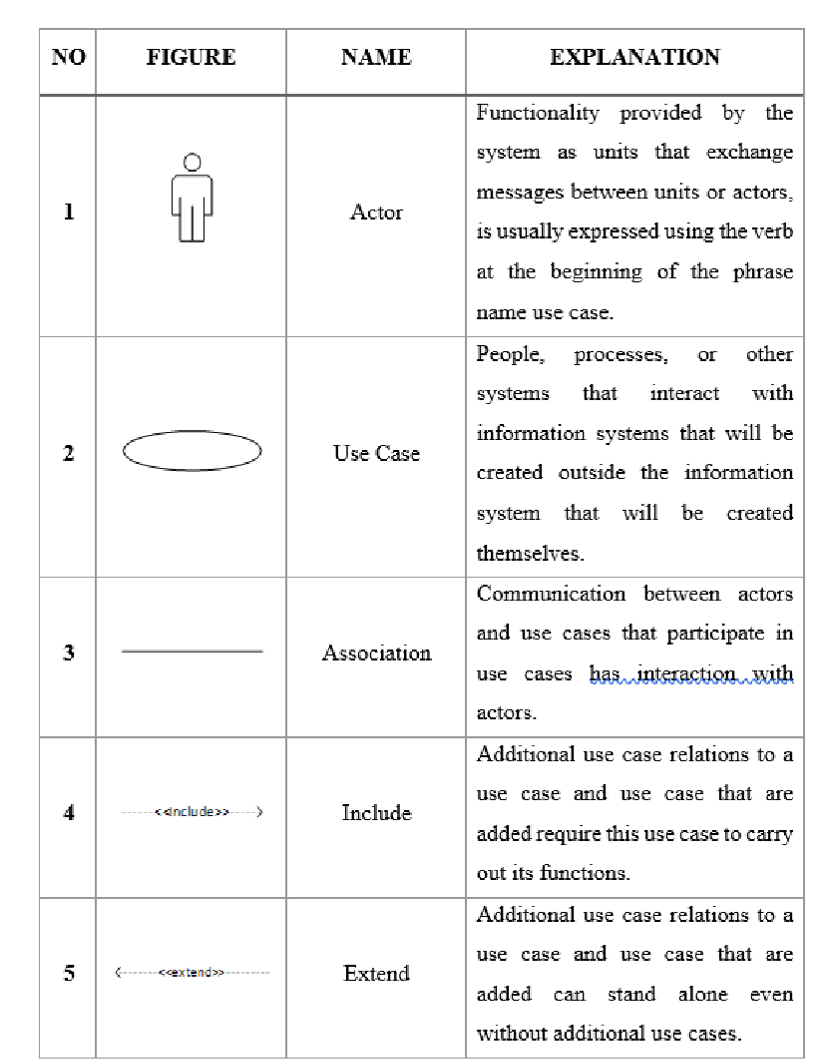 NO FIGURE NAME EXPLANATION
1 Actor
Functionality provided by the
system as units that exchange
messages between units or actors,
is usually expressed using the verb
at the beginning of the phrase
name use case.
2 Use Case
People, processes, or other
systems that interact with
information systems that will be
created outside the information
system that will be created
themselves.
3 Association
Communication between actors
and use cases that participate in
use cases has interaction with
actors.
4 <<include>> Include
Additional use case relations to a
use case and use case that are
added require this use case to carry
out its functions.
5 <<extend>> Extend
Additional use case relations to a
use case and use case that are
added can stand alone even
without additional use cases.